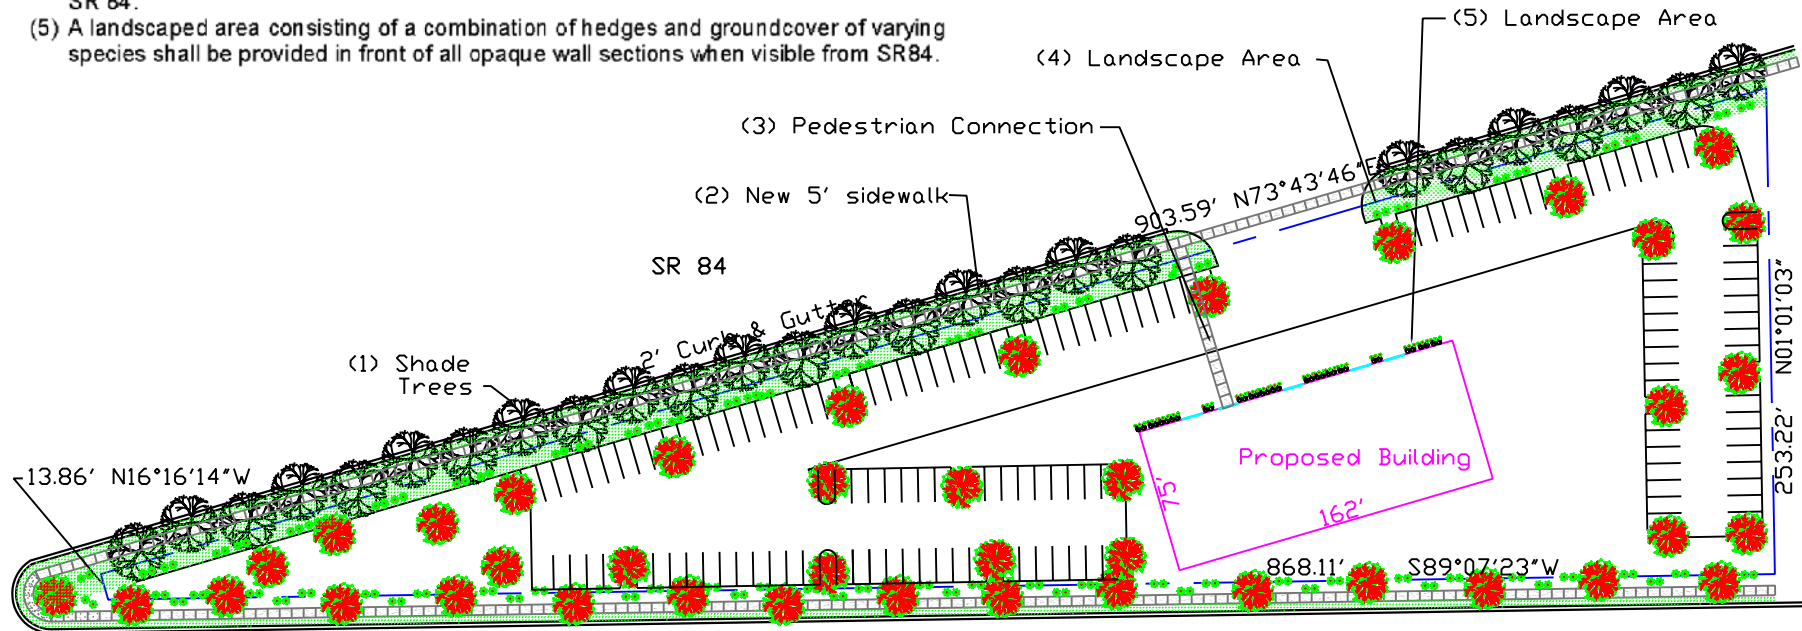 SR 84.
(5) A landscaped area consisting of a combination of hedges and groundcover of varying
species shall be provided in front of all opaque wall sections when visible from SR84.
(5) Landscape Area
(4) Landscape Area
(3) Pedestrian Connection
(2) New 5' sidewalk
903.59' N73°43'46"E
SR 84
2' Curb & Gutter
(1) Shade
Trees
13.86' N16°16'14"W
Proposed Building
75'
162'
N01°01'03"
253.22'
868.11' S89°07'23"W